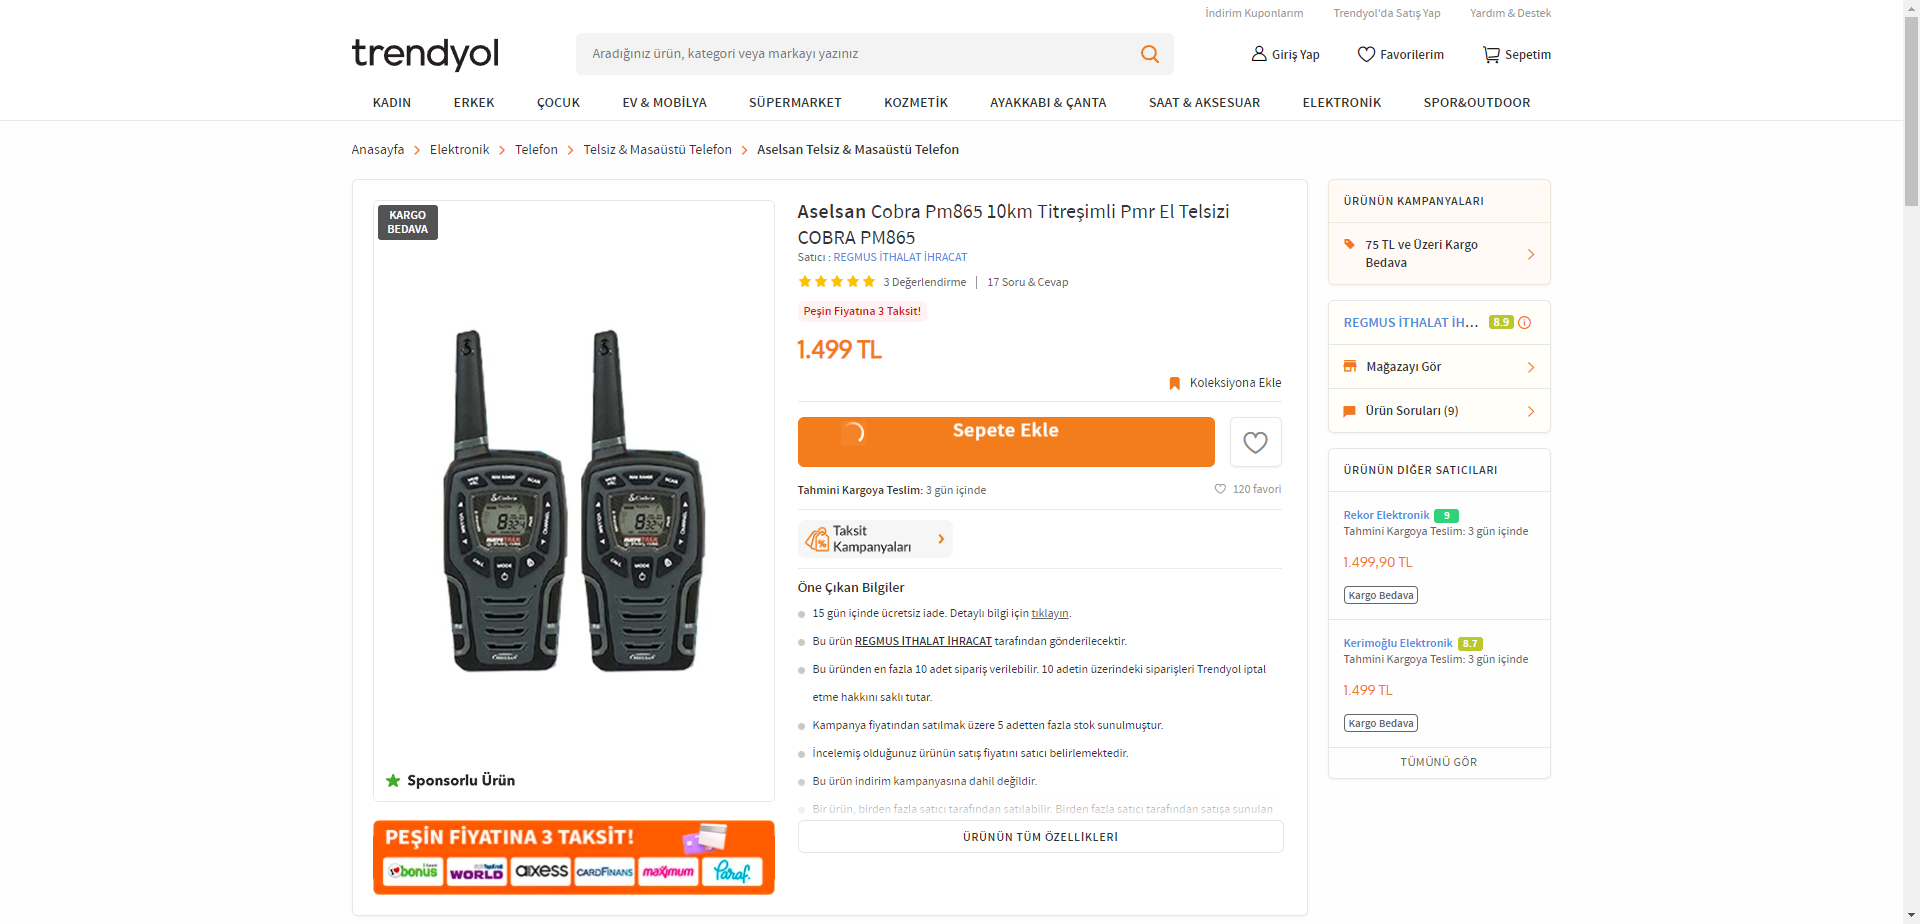 İndirim Kuponlarım
Trendyol'da Satış Yap
Yardım & Destek
trendyol
Aradığınız ürün, kategori veya markayı yazınız
Giriş Yap
Favorilerim
Sepetim
KADIN
ERKEK
ÇOCUK
EV & MOBİLYA
SÜPERMARKET
KOZMETİK
AYAKKABI & ÇANTA
SAAT & AKSESUAR
ELEKTRONİK
SPOR&OUTDOOR
Anasayfa
Elektronik
Telefon
Telsiz & Masaüstü Telefon
Aselsan Telsiz & Masaüstü Telefon
KARGO
BEDAVA
Sponsorlu Ürün
PEŞİN FİYATINA 3 TAKSİT!
bonus
WORLD
axess
CARDFINANS
maximum
Paraf
Aselsan Cobra Pm865 10km Titreşimli Pmr El Telsizi
COBRA PM865
Satıcı : REGMUS İTHALAT İHRACAT
3 Değerlendirme | 17 Soru & Cevap
Peşin Fiyatına 3 Taksit!
1.499 TL
Koleksiyona Ekle
Sepete Ekle
Tahmini Kargoya Teslim: 3 gün içinde
120 favori
Taksit
Kampanyaları
Öne Çıkan Bilgiler
15 gün içinde ücretsiz iade. Detaylı bilgi için tıklayın.
Bu ürün REGMUS İTHALAT İHRACAT tarafından gönderilecektir.
Bu üründen en fazla 10 adet sipariş verilebilir. 10 adetin üzerindeki siparişleri Trendyol iptal
etme hakkını saklı tutar.
Kampanya fiyatından satılmak üzere 5 adetten fazla stok sunulmuştur.
İncelemiş olduğunuz ürünün satış fiyatını satıcı belirlemektedir.
Bu ürün indirim kampanyasına dahil değildir.
Bir ürün, birden fazla satıcı tarafından satılabilir. Birden fazla satıcı tarafından satışa sunulan
ÜRÜNÜN TÜM ÖZELLİKLERİ
ÜRÜNÜN KAMPANYALARI
75 TL ve Üzeri Kargo
Bedava
REGMUS İTHALAT İH...
8.9
Mağazayı Gör
Ürün Soruları (9)
ÜRÜNÜN DİĞER SATICILARI
Rekor Elektronik 9
Tahmini Kargoya Teslim: 3 gün içinde
1.499,90 TL
Kargo Bedava
Kerimoğlu Elektronik 8.7
Tahmini Kargoya Teslim: 3 gün içinde
1.499 TL
Kargo Bedava
TÜMÜNÜ GÖR